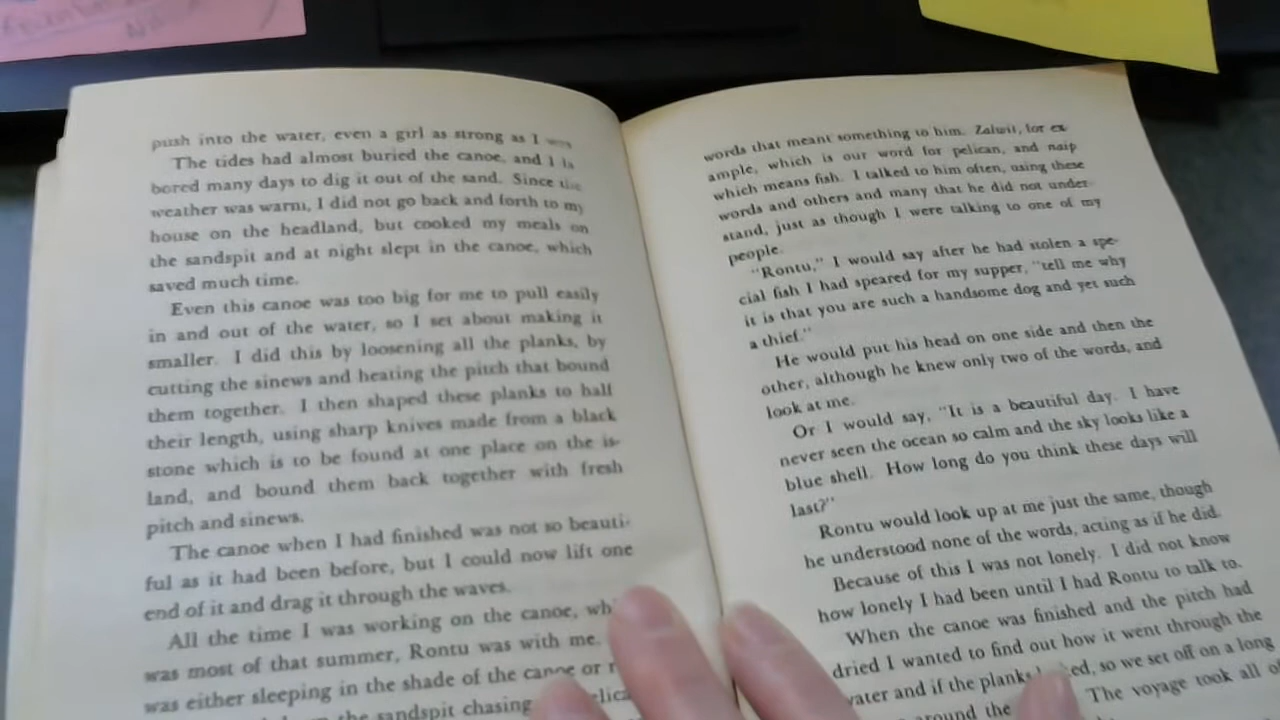 push into the water, even a girl as strong as I was
The tides had almost buried the canoe, and I la
bored many days to dig it out of the sand. Since the
weather was warm, I did not go back and forth to my
house on the headland, but cooked my meals on
the sandspit and at night slept in the canoe, which
saved much time.
Even this canoe was too big for me to pull easily
in and out of the water, so I set about making it
smaller. I did this by loosening all the planks, by
cutting the sinews and heating the pitch that bound
them together. I then shaped these planks to half
their length, using sharp knives made from a black
stone which is to be found at one place on the is-
land, and bound them back together with fresh
pitch and sinews.
The canoe when I had finished was not so beauti-
ful as it had been before, but I could now lift one
end of it and drag it through the waves.
All the time I was working on the canoe, wh
was most of that summer, Rontu was with me.
was either sleeping in the shade of the canoe or r
the sandspit chasing
words that meant something to him. Zalwit, for ex-
ample, which is our word for pelican, and naip
which means fish. I talked to him often, using these
words and others and many that he did not under-
stand, just as though I were talking to one of my
people.
"Rontu," I would say after he had stolen a spe-
cial fish I had speared for my supper, "tell me why
it is that you are such a handsome dog and yet such
a thief."
He would put his head on one side and then the
other, although he knew only two of the words, and
look at me.
Or I would say, "It is a beautiful day. I have
never seen the ocean so calm and the sky looks like a
blue shell. How long do you think these days will
last?"
Rontu would look up at me just the same, though
he understood none of the words, acting as if he did.
Because of this I was not lonely. I did not know
how lonely I had been until I had Rontu to talk to.
When the canoe was finished and the pitch had
dried I wanted to find out how it went through the
water and if the planks ked, so we set off on a long
around the The voyage took all of